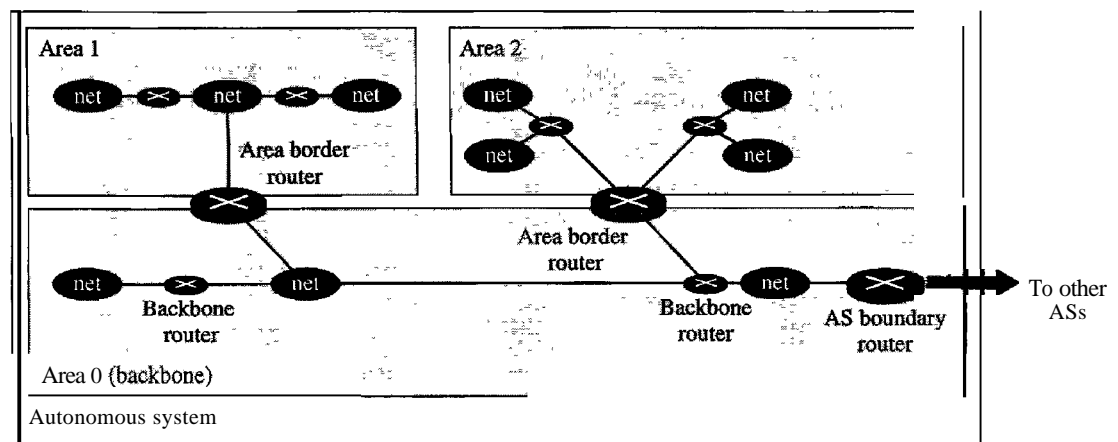 Area 1
Area 2
net
net
net
net
net
net
net
Area border
router
Area border
router
net
net
net
Backbone
router
Backbone
router
AS boundary
router
To other
ASs
Area 0 (backbone)
Autonomous system